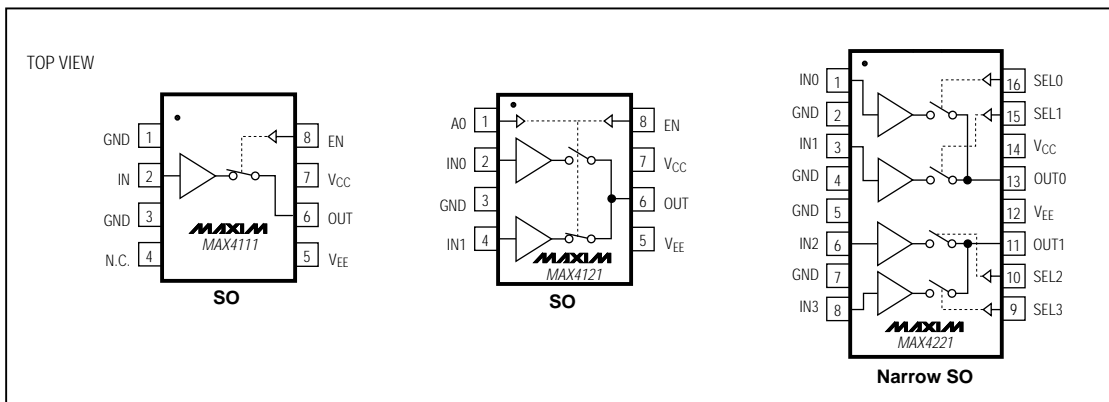 TOP VIEW
GND 1
IN 2
GND 3
N.C. 4
8 EN
7 VCC
6 OUT
5 VEE
MAXIM
MAX4111
SO
A0 1
IN0 2
GND 3
IN1 4
8 EN
7 VCC
6 OUT
5 VEE
MAXIM
MAX4121
SO
IN0 1
GND 2
IN1 3
GND 4
GND 5
IN2 6
GND 7
IN3 8
16 SEL0
15 SEL1
14 VCC
13 OUT0
12 VEE
11 OUT1
10 SEL2
9 SEL3
MAXIM
MAX4221
Narrow SO